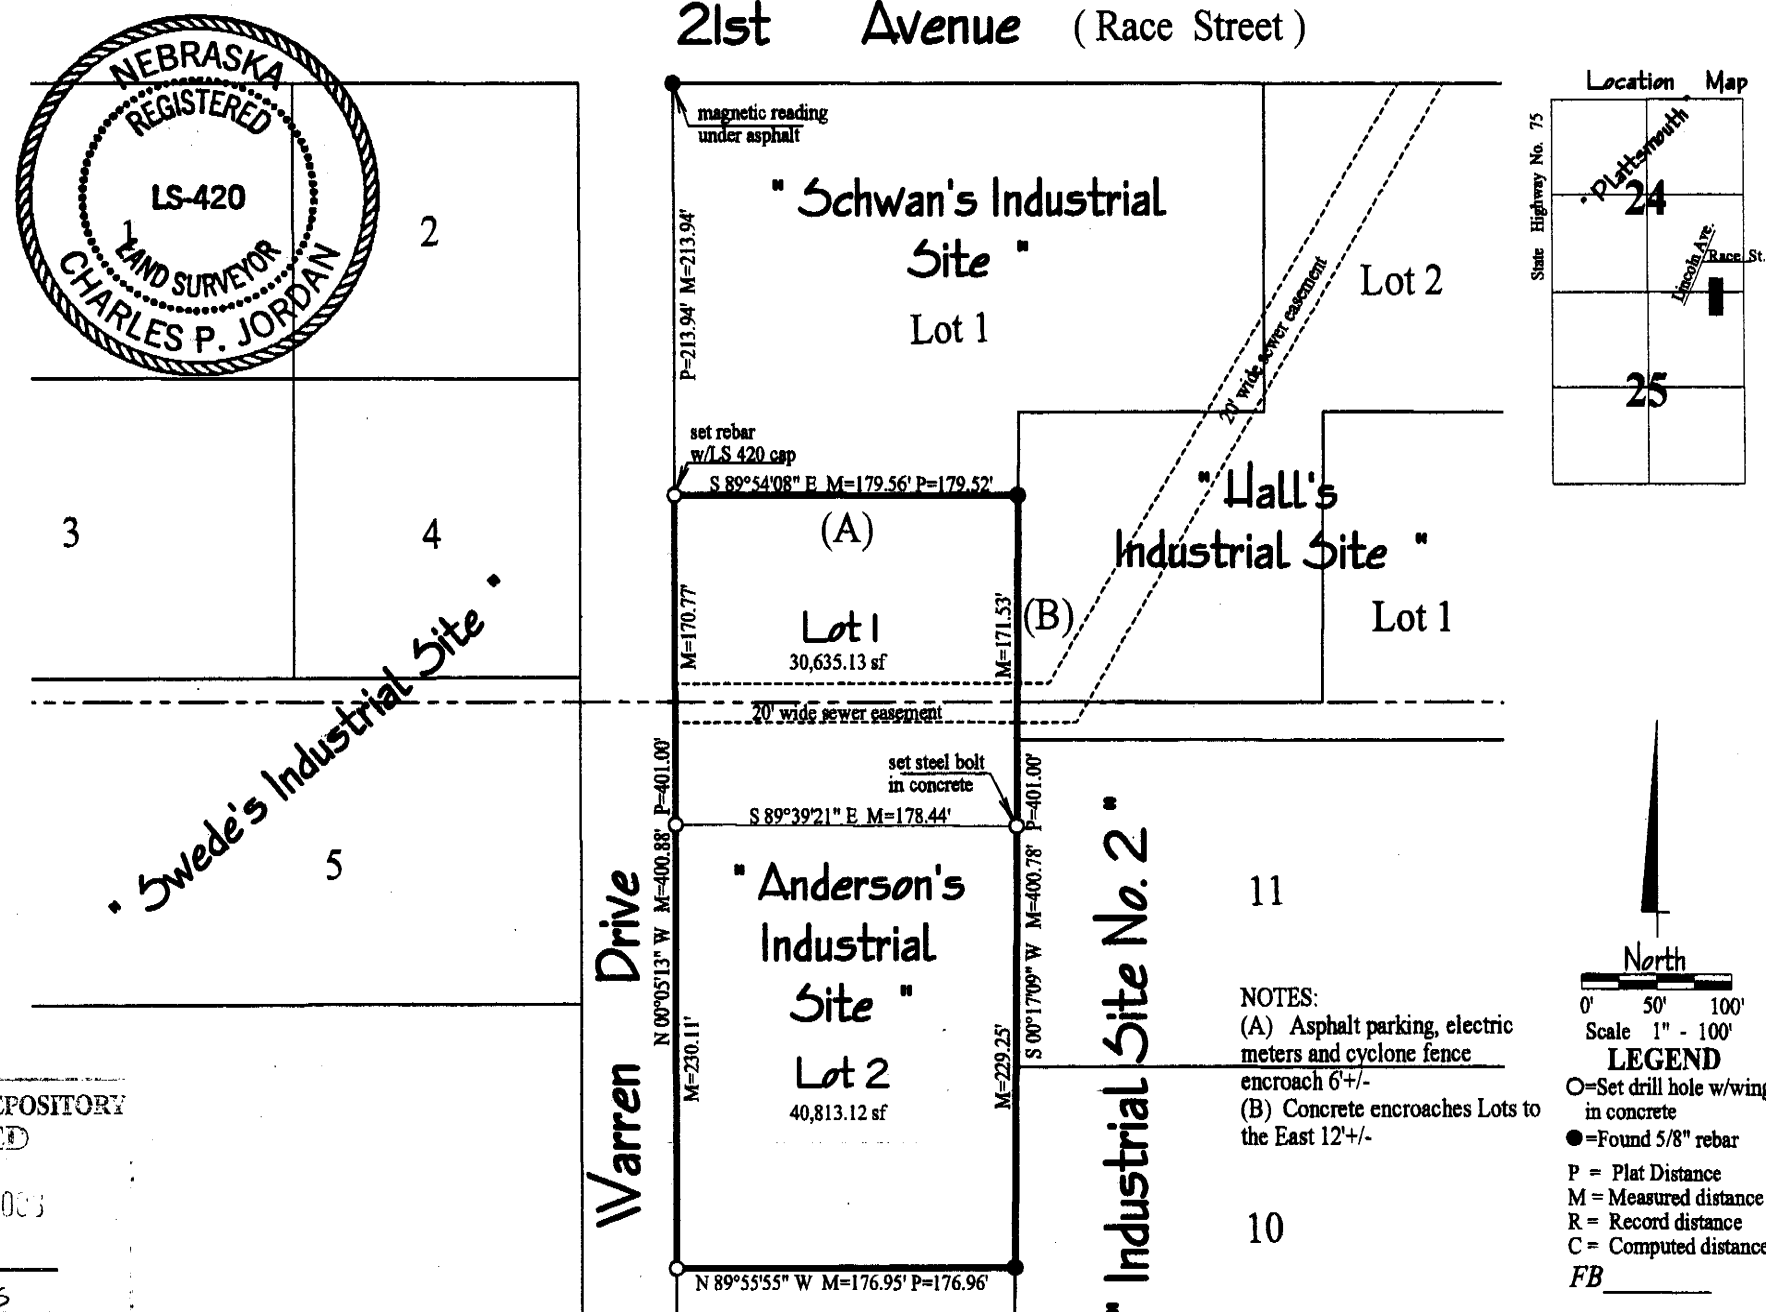 21st Avenue ( Race Street )
NEBRASKA
REGISTERED
LS-420
LAND SURVEYOR
CHARLES P. JORDAN
1
2
3
4
5
" Swede's Industrial Site "
magnetic reading
under asphalt
" Schwan's Industrial
Site "
Lot 1
P=213.94' M=213.94'
Lot 2
20' wide sewer easement
set rebar
w/LS 420 cap
S 89°54'08" E M=179.56' P=179.52'
(A)
(B)
" Hall's
Industrial Site "
Lot 1
M=170.77'
Lot 1
30,635.13 sf
M=171.53'
20' wide sewer easement
set steel bolt
in concrete
S 89°39'21" E M=178.44'
N 00°05'13" W M=400.88' P=401.00'
S 00°17'09" W M=400.78' P=401.00'
" Anderson's
Industrial
Site "
Lot 2
40,813.12 sf
M=230.11'
M=229.25'
N 89°55'55" W M=176.95' P=176.96'
Warren Drive
" Industrial Site No. 2 "
11
10
NOTES:
(A) Asphalt parking, electric
meters and cyclone fence
encroach 6'+/-
(B) Concrete encroaches Lots to
the East 12'+/-
Location Map
State Highway No. 75
Plattsmouth
24
Lincoln Ave.
Race St.
25
North
0' 50' 100'
Scale 1" - 100'
LEGEND
O=Set drill hole w/wing
in concrete
●=Found 5/8" rebar
P = Plat Distance
M = Measured distance
R = Record distance
C = Computed distance
FB
EPOSITORY
ED